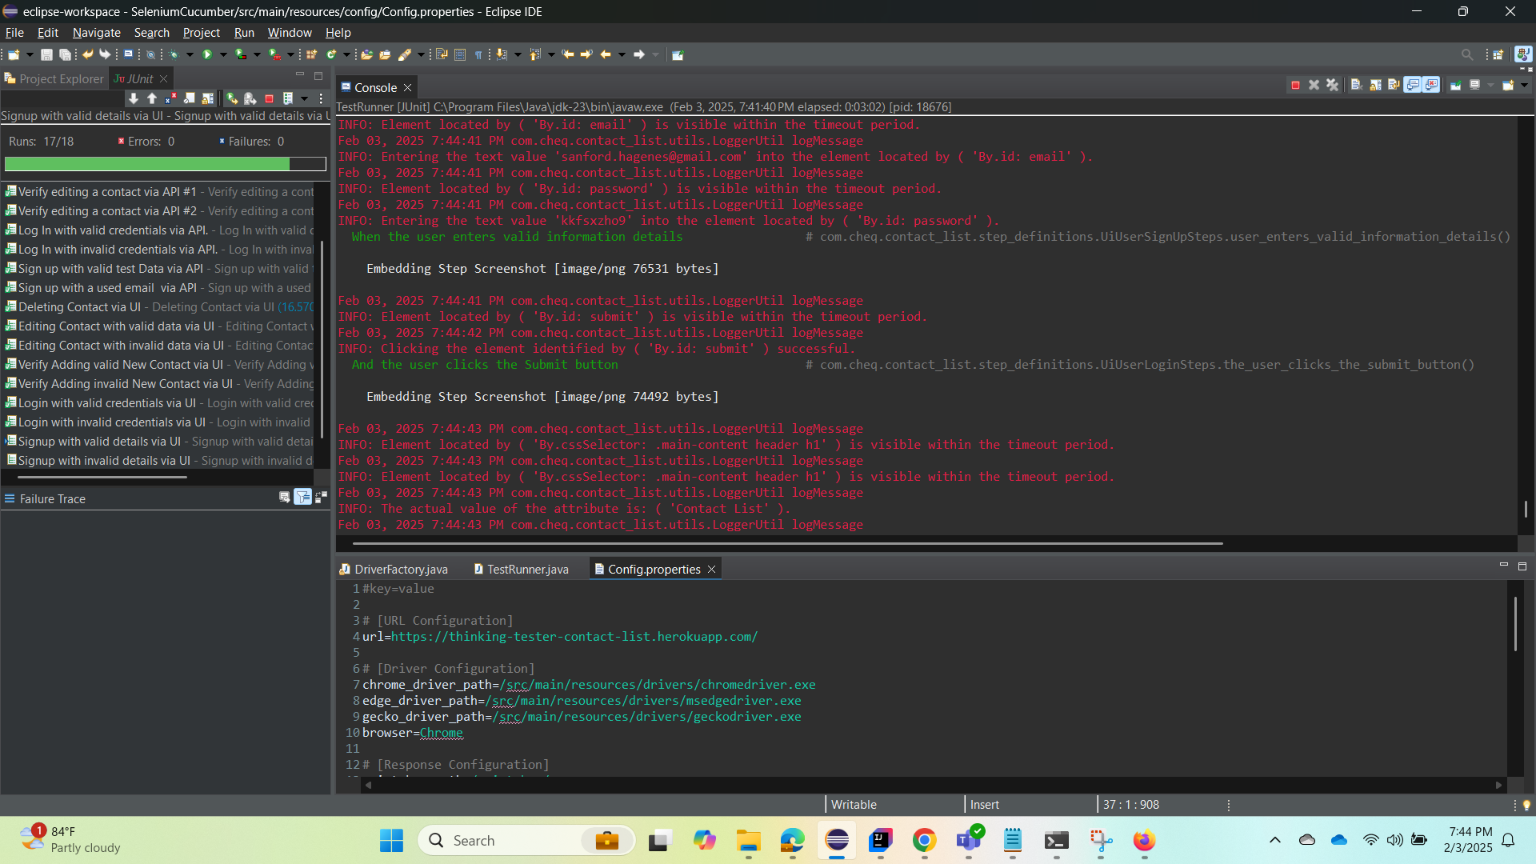 eclipse-workspace - SeleniumCucumber/src/main/resources/config/Config.properties - Eclipse IDE
File Edit Navigate Search Project Run Window Help
Project Explorer JUnit
Signup with valid details via UI - Signup with valid details via U
Runs: 17/18 Errors: 0 Failures: 0
Verify editing a contact via API #1 - Verify editing a cont
Verify editing a contact via API #2 - Verify editing a cont
Log In with valid credentials via API. - Log In with valid c
Log In with invalid credentials via API. - Log In with inva
Sign up with valid test Data via API - Sign up with valid
Sign up with a used email via API - Sign up with a used
Deleting Contact via UI - Deleting Contact via UI (16.570
Editing Contact with valid data via UI - Editing Contact v
Editing Contact with invalid data via UI - Editing Contac
Verify Adding valid New Contact via UI - Verify Adding v
Verify Adding invalid New Contact via UI - Verify Adding
Login with valid credentials via UI - Login with valid cred
Login with invalid credentials via UI - Login with invalid
Signup with valid details via UI - Signup with valid detai
Signup with invalid details via UI - Signup with invalid d
Failure Trace
Console
TestRunner [JUnit] C:\Program Files\Java\jdk-23\bin\javaw.exe (Feb 3, 2025, 7:41:40 PM elapsed: 0:03:02) [pid: 18676]
INFO: Element located by ( 'By.id: email' ) is visible within the timeout period.
Feb 03, 2025 7:44:41 PM com.cheq.contact_list.utils.LoggerUtil logMessage
INFO: Entering the text value 'sanford.hagenes@gmail.com' into the element located by ( 'By.id: email' ).
Feb 03, 2025 7:44:41 PM com.cheq.contact_list.utils.LoggerUtil logMessage
INFO: Element located by ( 'By.id: password' ) is visible within the timeout period.
Feb 03, 2025 7:44:41 PM com.cheq.contact_list.utils.LoggerUtil logMessage
INFO: Entering the text value 'kkfsxzho9' into the element located by ( 'By.id: password' ).
When the user enters valid information details # com.cheq.contact_list.step_definitions.UiUserSignUpSteps.user_enters_valid_information_details()
Embedding Step Screenshot [image/png 76531 bytes]
Feb 03, 2025 7:44:41 PM com.cheq.contact_list.utils.LoggerUtil logMessage
INFO: Element located by ( 'By.id: submit' ) is visible within the timeout period.
Feb 03, 2025 7:44:42 PM com.cheq.contact_list.utils.LoggerUtil logMessage
INFO: Clicking the element identified by ( 'By.id: submit' ) successful.
And the user clicks the Submit button # com.cheq.contact_list.step_definitions.UiUserLoginSteps.the_user_clicks_the_submit_button()
Embedding Step Screenshot [image/png 74492 bytes]
Feb 03, 2025 7:44:43 PM com.cheq.contact_list.utils.LoggerUtil logMessage
INFO: Element located by ( 'By.cssSelector: .main-content header h1' ) is visible within the timeout period.
Feb 03, 2025 7:44:43 PM com.cheq.contact_list.utils.LoggerUtil logMessage
INFO: Element located by ( 'By.cssSelector: .main-content header h1' ) is visible within the timeout period.
Feb 03, 2025 7:44:43 PM com.cheq.contact_list.utils.LoggerUtil logMessage
INFO: The actual value of the attribute is: ( 'Contact List' ).
Feb 03, 2025 7:44:43 PM com.cheq.contact_list.utils.LoggerUtil logMessage
DriverFactory.java TestRunner.java Config.properties
1 #key=value
2
3 # [URL Configuration]
4 url=https://thinking-tester-contact-list.herokuapp.com/
5
6 # [Driver Configuration]
7 chrome_driver_path=/src/main/resources/drivers/chromedriver.exe
8 edge_driver_path=/src/main/resources/drivers/msedgedriver.exe
9 gecko_driver_path=/src/main/resources/drivers/geckodriver.exe
10 browser=Chrome
11
12 # [Response Configuration]
Writable Insert 37 : 1 : 908
1
84°F
Partly cloudy
Search
7:44 PM
2/3/2025